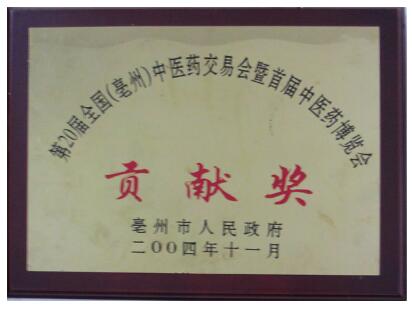 第20届全国(亳州)中医药交易会暨首届中医药博览会
贡献奖
亳州市人民政府
二00四年十一月